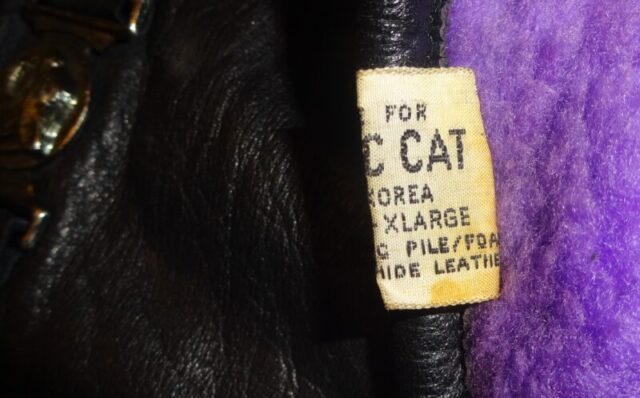 FOR
C CAT
KOREA
XLARGE
C PILE/FOA
HIDE LEATHE